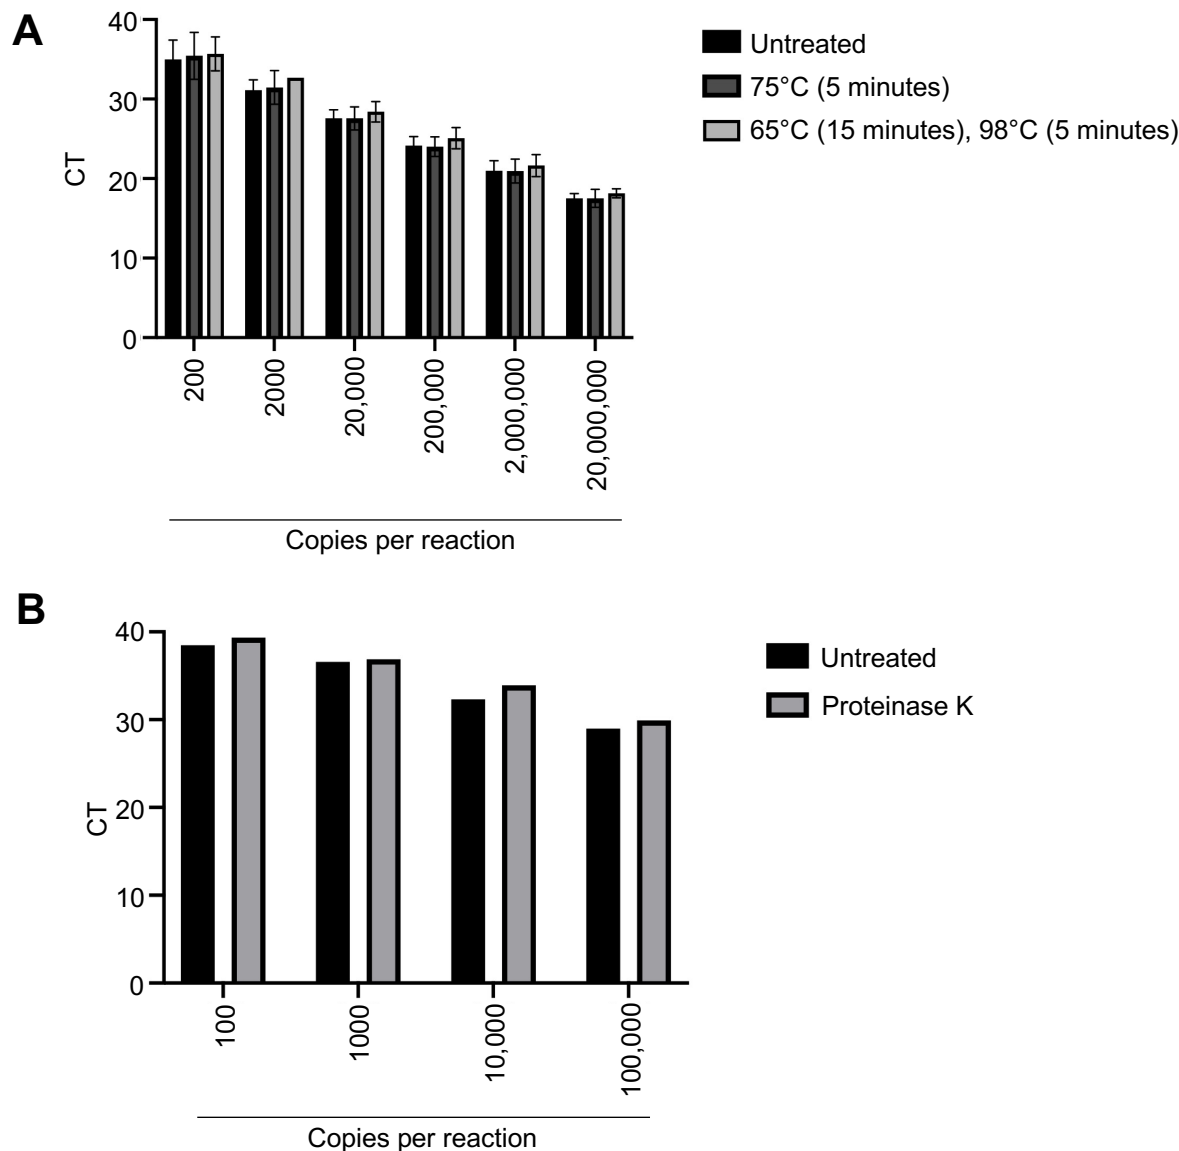 A
40
30
20
10
0
CT
200
2000
20,000
200,000
2,000,000
20,000,000
Copies per reaction
Untreated
75°C (5 minutes)
65°C (15 minutes), 98°C (5 minutes)
B
40
30
20
10
0
CT
100
1000
10,000
100,000
Copies per reaction
Untreated
Proteinase K